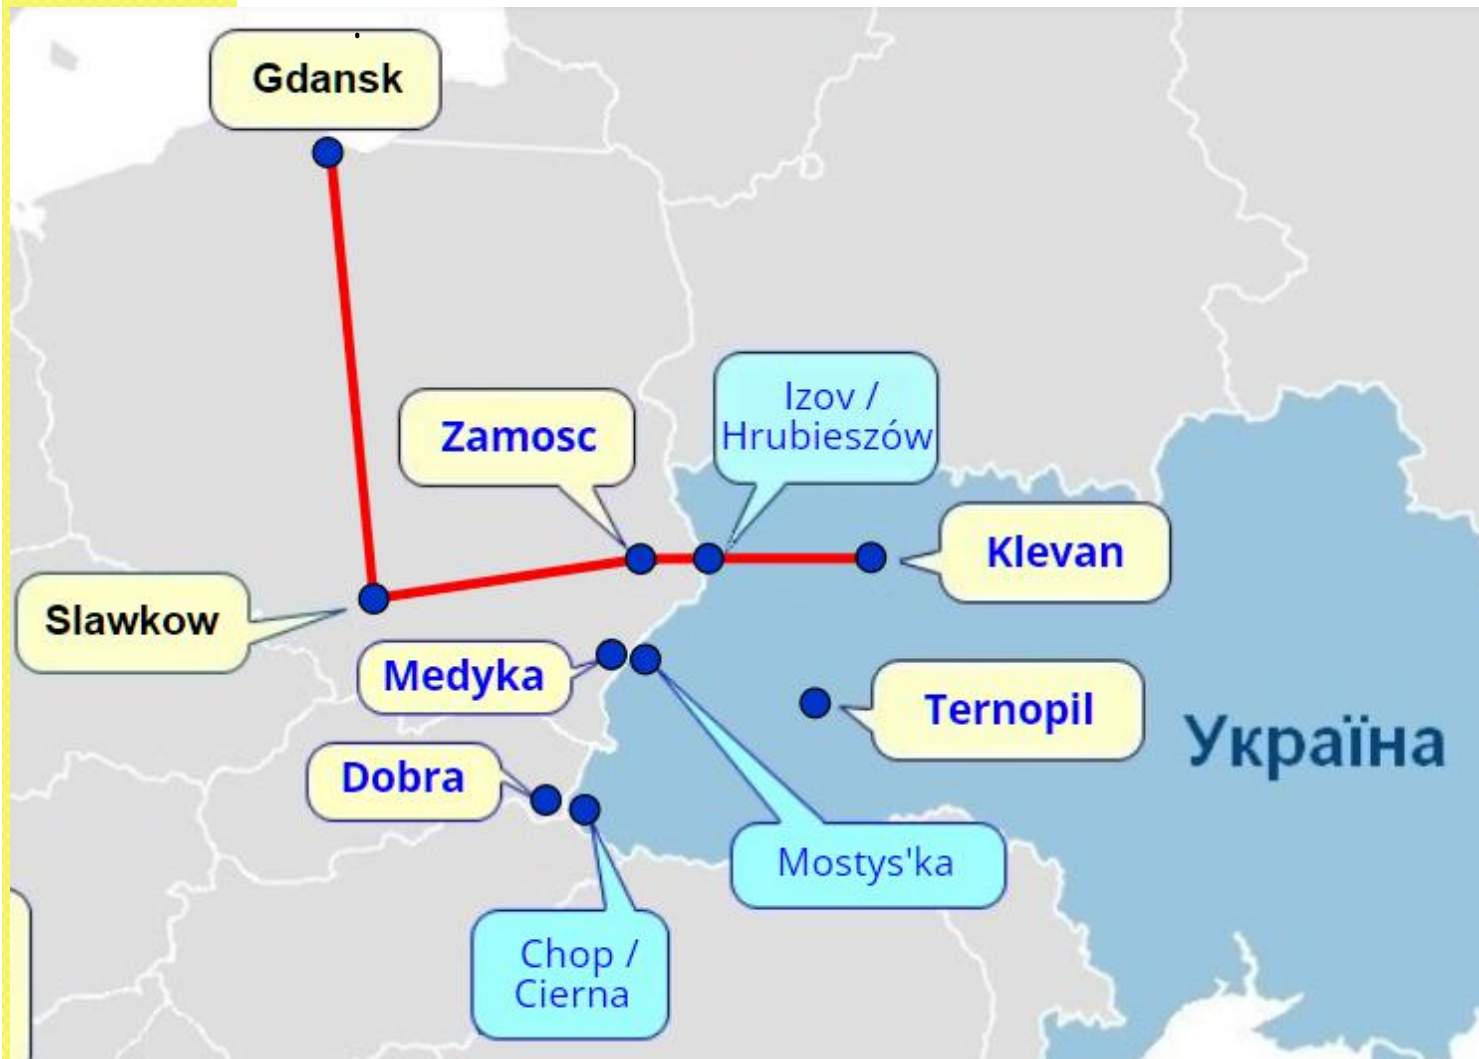 Gdansk
Izov /
Hrubieszów
Zamosc
Klevan
Slawkow
Medyka
Ternopil
Україна
Dobra
Mostys'ka
Chop /
Cierna